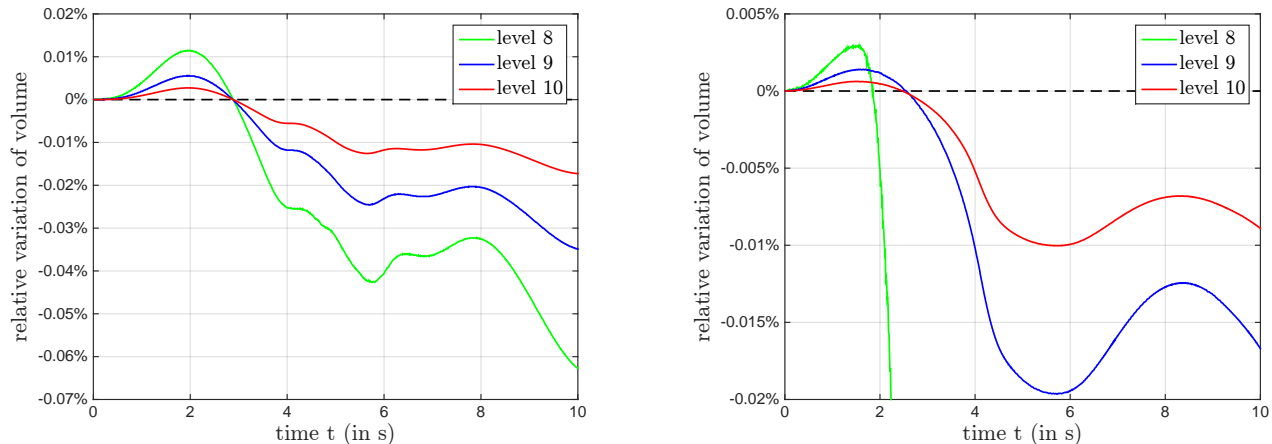 0.02%
0.01%
0%
-0.01%
-0.02%
-0.03%
-0.04%
-0.05%
-0.06%
-0.07%
relative variation of volume
level 8
level 9
level 10
0 2 4 6 8 10
time t (in s)
0.005%
0%
-0.005%
-0.01%
-0.015%
-0.02%
relative variation of volume
level 8
level 9
level 10
0 2 4 6 8 10
time t (in s)